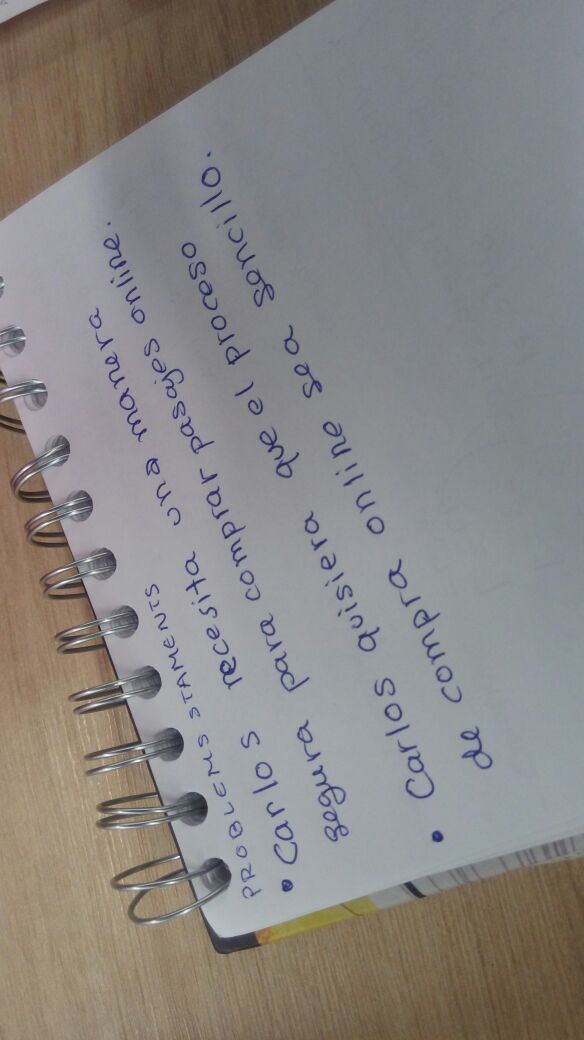 PROBLEMS STAMENTS
• Carlos necesita una manera
segura para comprar pasajes online.
• Carlos quisiera que el proceso
de compra online sea sencillo.